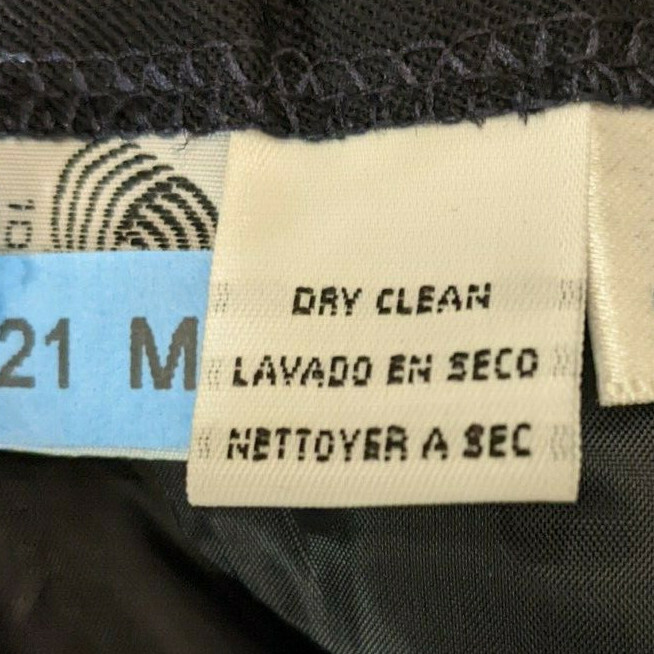 21 M
DRY CLEAN
LAVADO EN SECO
NETTOYER A SEC